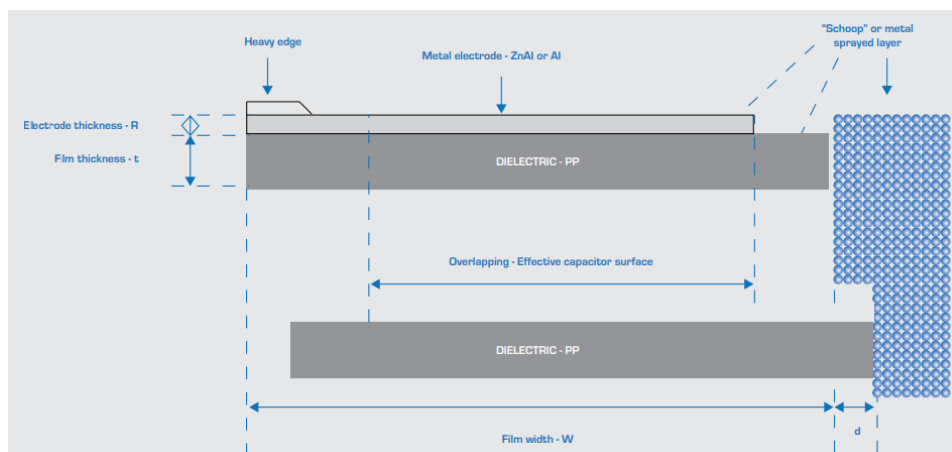 "Schoop" or metal
sprayed layer
Heavy edge
Metal electrode - ZnAl or Al
Electrode thickness - R
Film thickness - t
DIELECTRIC - PP
Overlapping - Effective capacitor surface
DIELECTRIC - PP
Film width - W
d